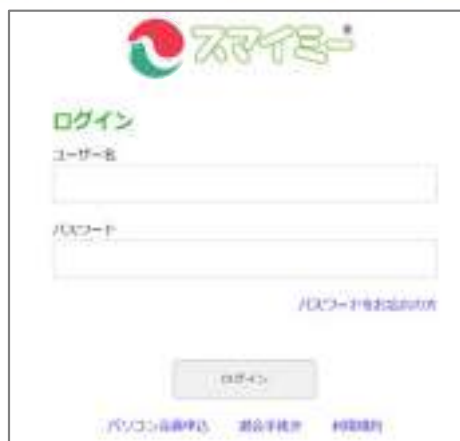 スマイミー®
ログイン
ユーザー名
パスワード
パスワードをお忘れの方
ログイン
パソコン会員申込 退会手続き 利用規約